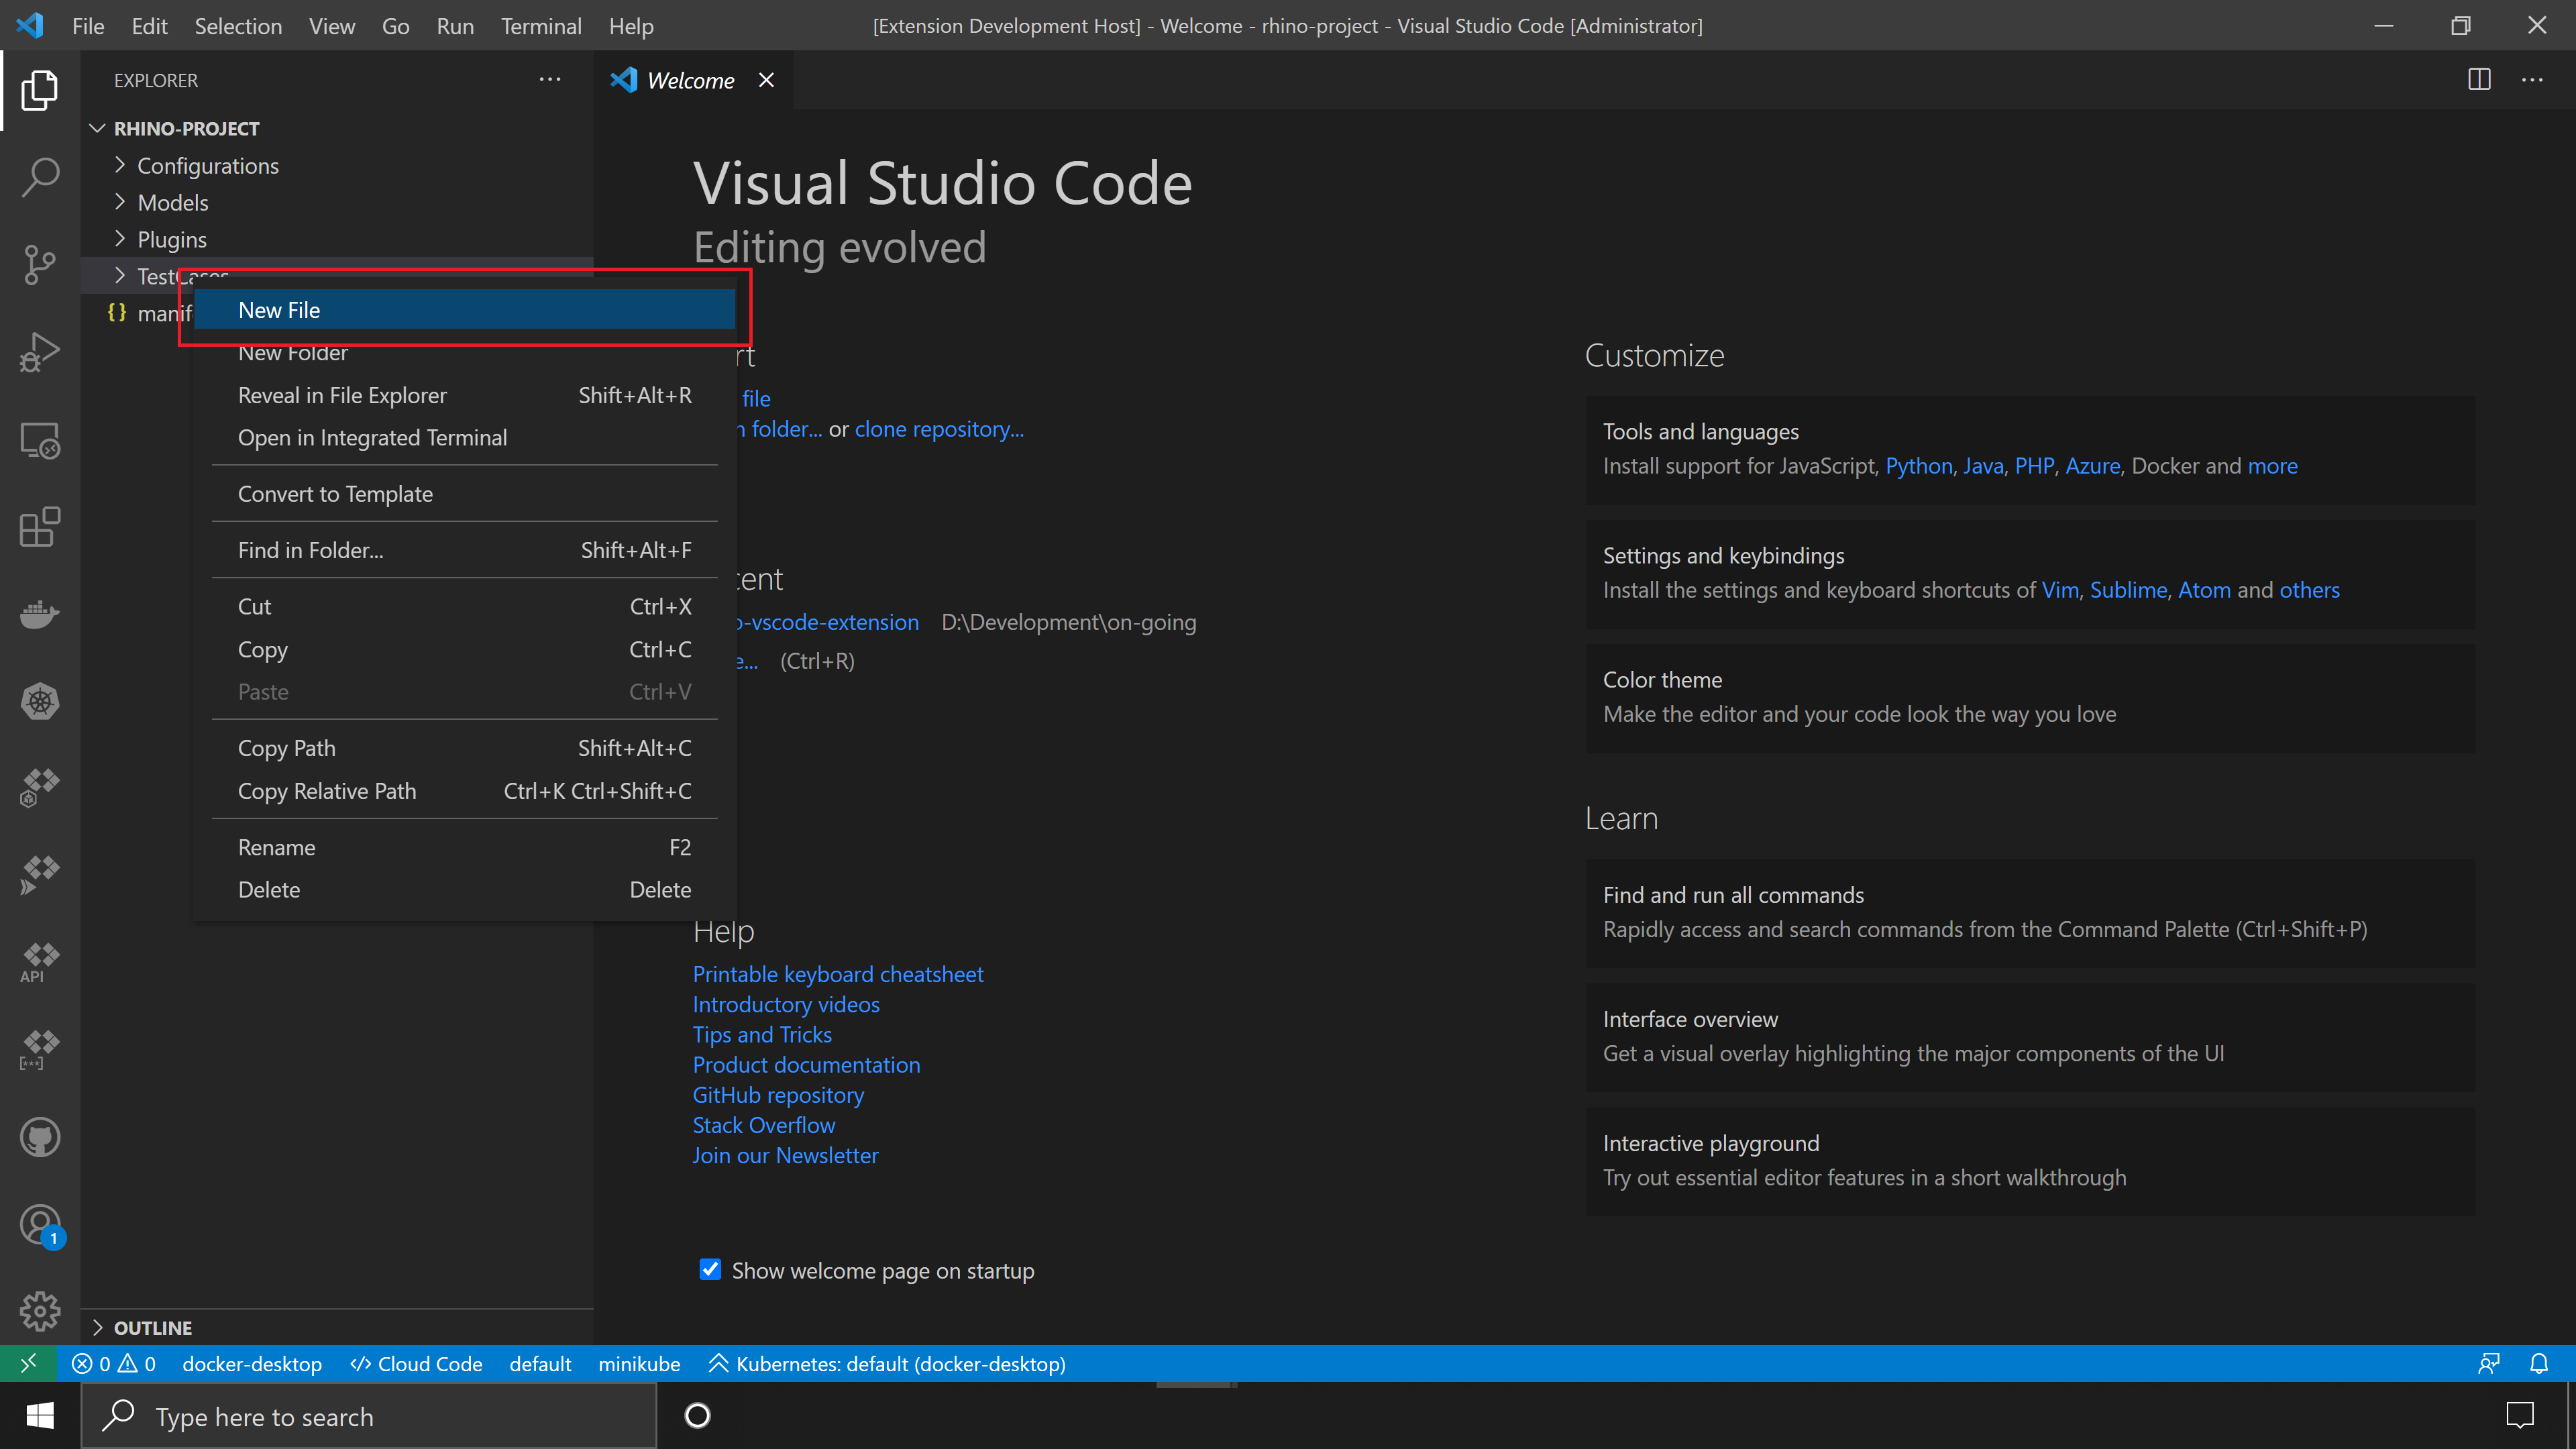 File Edit Selection View Go Run Terminal Help
[Extension Development Host] - Welcome - rhino-project - Visual Studio Code [Administrator]
EXPLORER
RHINO-PROJECT
Configurations
Models
Plugins
TestCases
{} manif
New File
New Folder
Reveal in File Explorer Shift+Alt+R
Open in Integrated Terminal
Convert to Template
Find in Folder... Shift+Alt+F
Cut Ctrl+X
Copy Ctrl+C
Paste Ctrl+V
Copy Path Shift+Alt+C
Copy Relative Path Ctrl+K Ctrl+Shift+C
Rename F2
Delete Delete
OUTLINE
API
[***]
1
Welcome
Visual Studio Code
Editing evolved
rt
file
folder... or clone repository...
cent
o-vscode-extension D:\Development\on-going
e... (Ctrl+R)
Help
Printable keyboard cheatsheet
Introductory videos
Tips and Tricks
Product documentation
GitHub repository
Stack Overflow
Join our Newsletter
Show welcome page on startup
Customize
Tools and languages
Install support for JavaScript, Python, Java, PHP, Azure, Docker and more
Settings and keybindings
Install the settings and keyboard shortcuts of Vim, Sublime, Atom and others
Color theme
Make the editor and your code look the way you love
Learn
Find and run all commands
Rapidly access and search commands from the Command Palette (Ctrl+Shift+P)
Interface overview
Get a visual overlay highlighting the major components of the UI
Interactive playground
Try out essential editor features in a short walkthrough
0 0 docker-desktop </> Cloud Code default minikube Kubernetes: default (docker-desktop)
Type here to search